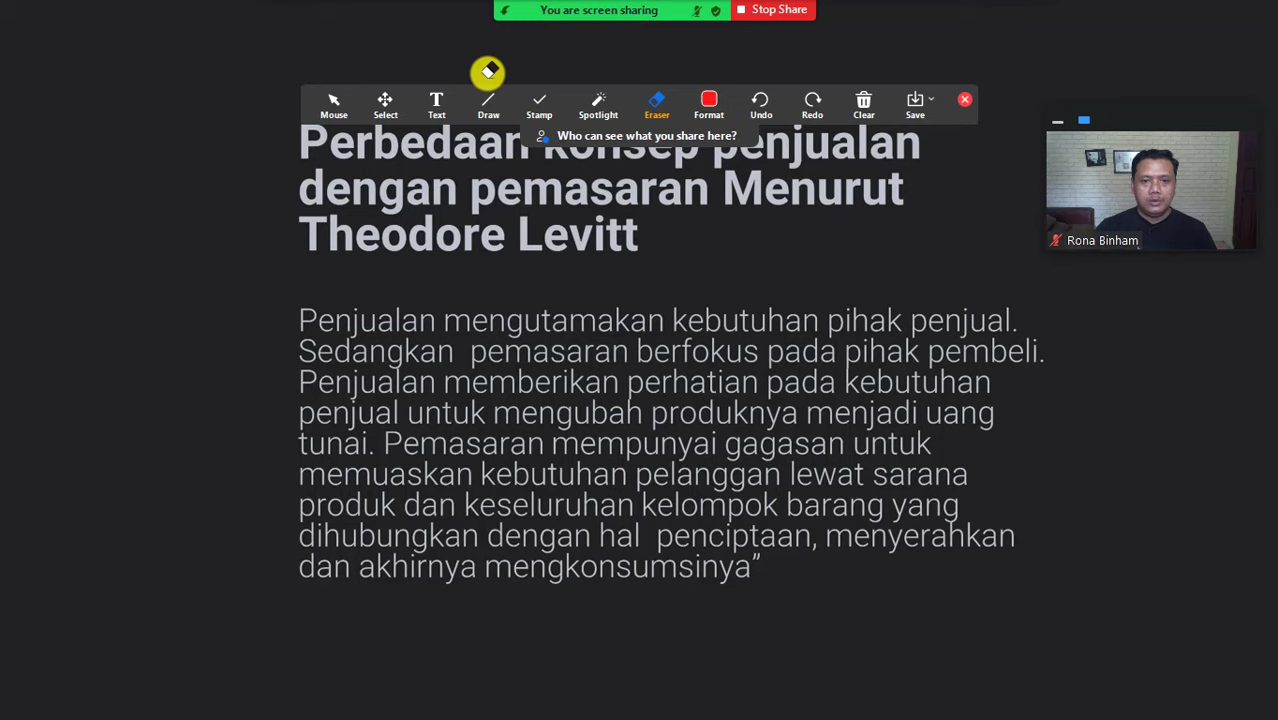 You are screen sharing
Stop Share
Mouse
Select
Text
Draw
Stamp
Spotlight
Eraser
Format
Undo
Redo
Clear
Save
Who can see what you share here?
Perbedaan konsep penjualan
dengan pemasaran Menurut
Theodore Levitt
Rona Binham
Penjualan mengutamakan kebutuhan pihak penjual.
Sedangkan  pemasaran berfokus pada pihak pembeli.
Penjualan memberikan perhatian pada kebutuhan
penjual untuk mengubah produknya menjadi uang
tunai. Pemasaran mempunyai gagasan untuk
memuaskan kebutuhan pelanggan lewat sarana
produk dan keseluruhan kelompok barang yang
dihubungkan dengan hal  penciptaan, menyerahkan
dan akhirnya mengkonsumsinya”